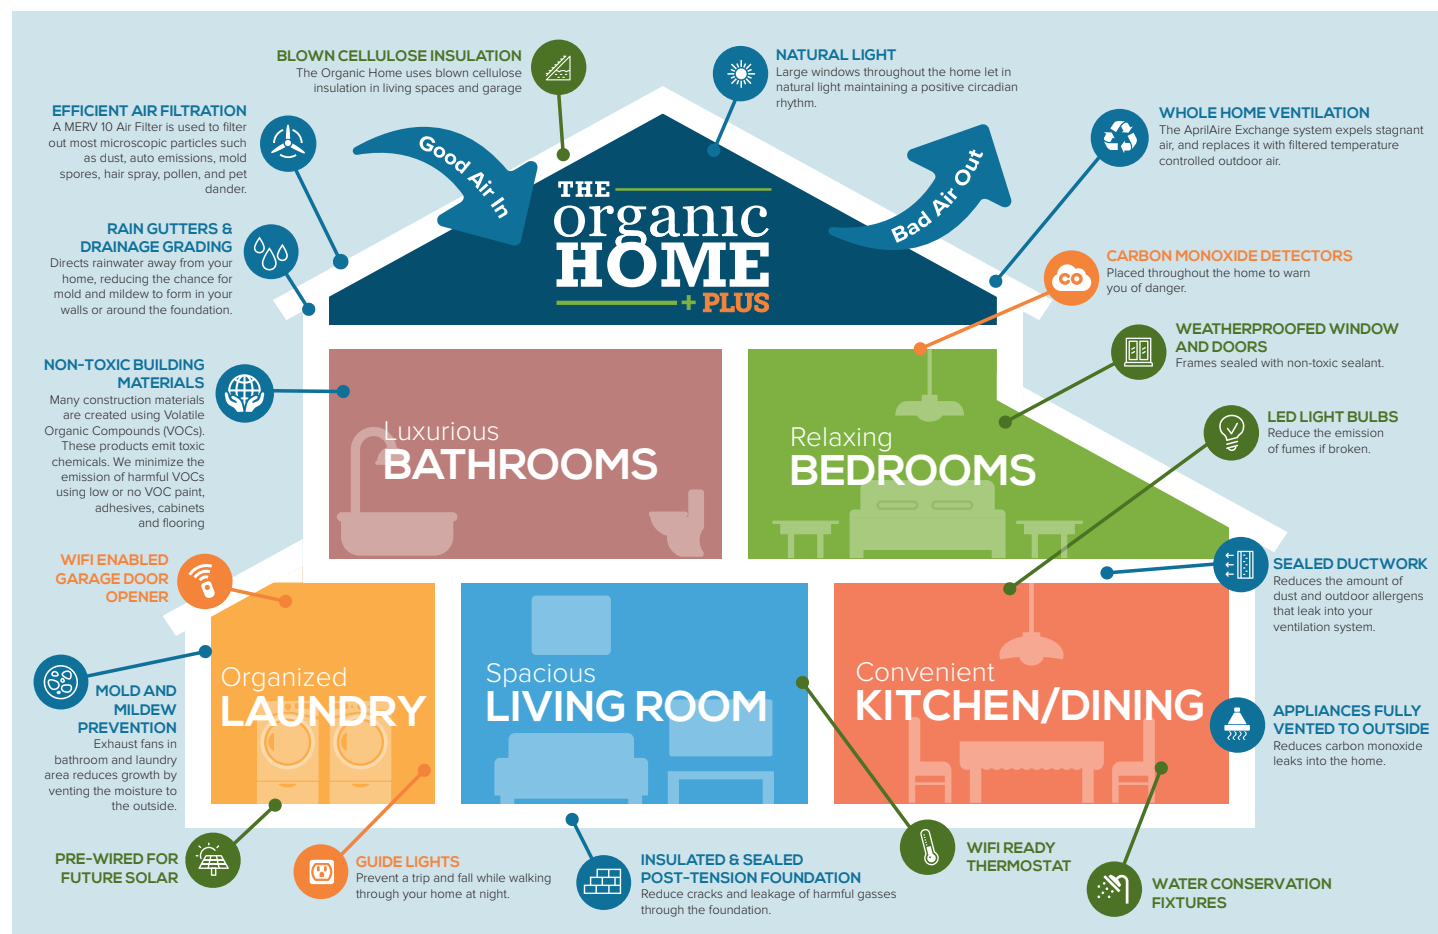 BLOWN CELLULOSE INSULATION
The Organic Home uses blown cellulose
insulation in living spaces and garage
NATURAL LIGHT
Large windows throughout the home let in
natural light maintaining a positive circadian
rhythm.
EFFICIENT AIR FILTRATION
A MERV 10 Air Filter is used to filter
out most microscopic particles such
as dust, auto emissions, mold
spores, hair spray, pollen, and pet
dander.
WHOLE HOME VENTILATION
The AprilAire Exchange system expels stagnant
air, and replaces it with filtered temperature
controlled outdoor air.
Good Air In
Bad Air Out
THE
organic
HOME
+ PLUS
RAIN GUTTERS &
DRAINAGE GRADING
Directs rainwater away from your
home, reducing the chance for
mold and mildew to form in your
walls or around the foundation.
CARBON MONOXIDE DETECTORS
Placed throughout the home to warn
you of danger.
CO
WEATHERPROOFED WINDOW
AND DOORS
Frames sealed with non-toxic sealant.
NON-TOXIC BUILDING
MATERIALS
Many construction materials
are created using Volatile
Organic Compounds (VOCs).
These products emit toxic
chemicals. We minimize the
emission of harmful VOCs
using low or no VOC paint,
adhesives, cabinets
and flooring
Luxurious
BATHROOMS
Relaxing
BEDROOMS
LED LIGHT BULBS
Reduce the emission
of fumes if broken.
WIFI ENABLED
GARAGE DOOR
OPENER
SEALED DUCTWORK
Reduces the amount of
dust and outdoor allergens
that leak into your
ventilation system.
Organized
LAUNDRY
Spacious
LIVING ROOM
Convenient
KITCHEN/DINING
MOLD AND
MILDEW
PREVENTION
Exhaust fans in
bathroom and laundry
area reduces growth by
venting the moisture to
the outside.
APPLIANCES FULLY
VENTED TO OUTSIDE
Reduces carbon monoxide
leaks into the home.
PRE-WIRED FOR
FUTURE SOLAR
GUIDE LIGHTS
Prevent a trip and fall while walking
through your home at night.
INSULATED & SEALED
POST-TENSION FOUNDATION
Reduce cracks and leakage of harmful gasses
through the foundation.
WIFI READY
THERMOSTAT
WATER CONSERVATION
FIXTURES